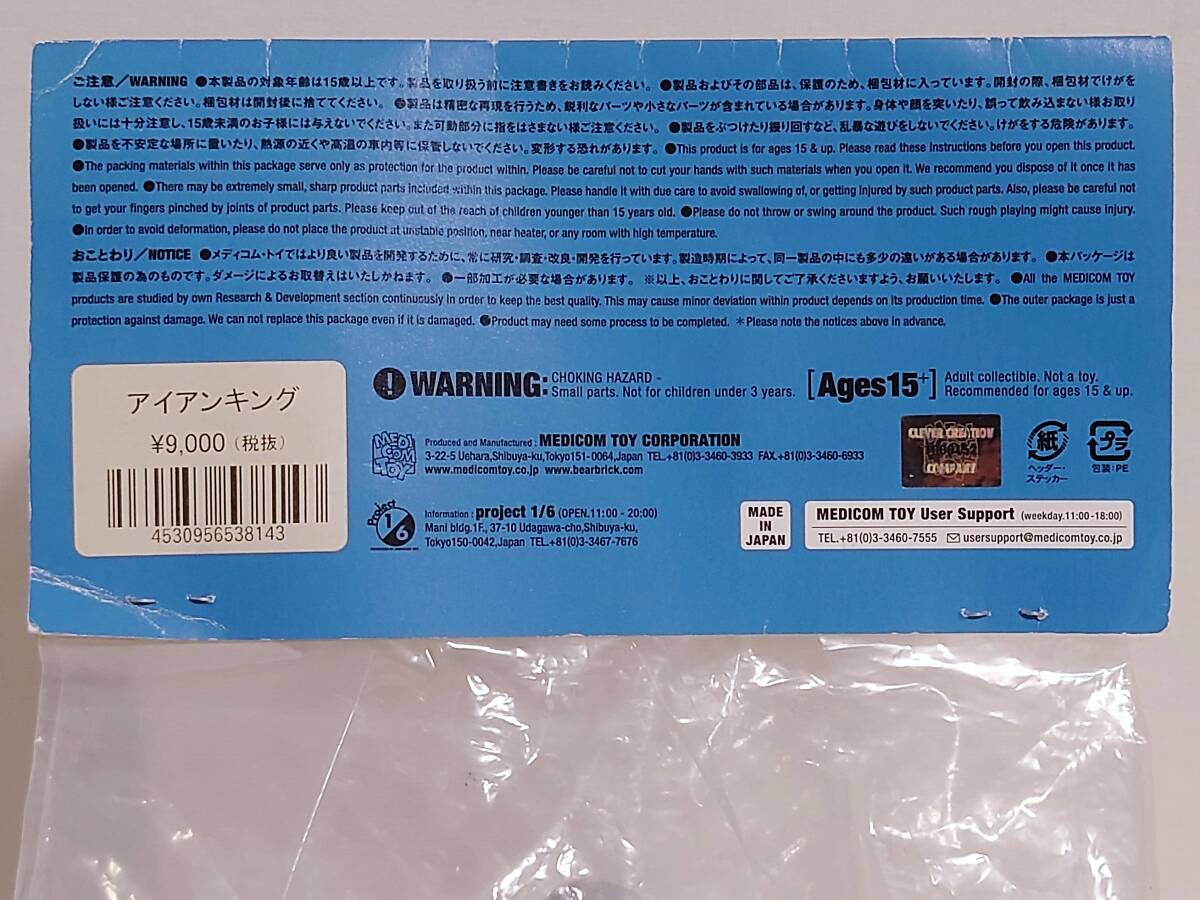 ご注意/WARNING ●本製品の対象年齢は15歳以上です。製品を取り扱う前に注意書きをお読みください。 ●製品およびその部品は、保護のため、梱包材に入っています。開封の際、梱包材でけがを
しない様ご注意ください。梱包材は開封後に捨ててください。 ●製品は精密な再現を行うため、鋭利なパーツや小さなパーツが含まれている場合があります。身体や顔を突いたり、誤って飲み込まない様お取り
扱いには十分注意し、15歳未満のお子様には与えないでください。また可動部分に指をはさまない様ご注意ください。 ●製品をぶつけたり振り回すなど、乱暴な遊びをしないでください。けがをする危険があります。
●製品を不安定な場所に置いたり、熱源の近くや高温の車内等に保管しないでください。変形する恐れがあります。 ●This product is for ages 15 & up. Please read these Instructions before you open this product.
●The packing materials within this package serve only as protection for the product within. Please be careful not to cut your hands with such materials when you open it. We recommend you dispose of it once it has
been opened. ●There may be extremely small, sharp product parts included within this package. Please handle it with due care to avoid swallowing of, or getting injured by such product parts. Also, please be careful not
to get your fingers pinched by joints of product parts. Please keep out of the reach of children younger than 15 years old. ●Please do not throw or swing around the product. Such rough playing might cause injury.
●In order to avoid deformation, please do not place the product at unstable position, near heater, or any room with high temperature.
おことわり/NOTICE ●メディコム・トイではより良い製品を開発するために、常に研究・調査・改良・開発を行っています。製造時期によって、同一製品の中にも多少の違いがある場合があります。 ●本パッケージは
製品保護の為のものです。ダメージによるお取替えはいたしかねます。 ●一部加工が必要な場合があります。 ※以上、おことわりに関してご了承くださいますよう、お願いいたします。 ●All the MEDICOM TOY
products are studied by own Research & Development section continuously in order to keep the best quality. This may cause minor deviation within product depends on its production time. ●The outer package is just a
protection against damage. We can not replace this package even if it is damaged. ●Product may need some process to be completed. *Please note the notices above in advance.
アイアンキング
¥9,000(税抜)
4530956538143
! WARNING: CHOKING HAZARD -
Small parts. Not for children under 3 years.
[Ages15+] Adult collectible. Not a toy.
Recommended for ages 15 & up.
MEDICOM TOY
Produced and Manufactured : MEDICOM TOY CORPORATION
3-22-5 Uehara,Shibuya-ku,Tokyo151-0064,Japan TEL.+81(0)3-3460-3933 FAX.+81(0)3-3460-6933
www.medicomtoy.co.jp www.bearbrick.com
CLEVER CREATION
COMPANY
紙
ヘッダー・
ステッカー
プラ
包装:PE
Project 1/6
Information : project 1/6 (OPEN.11:00 - 20:00)
Mani bldg.1F., 37-10 Udagawa-cho,Shibuya-ku,
Tokyo150-0042,Japan TEL.+81(0)3-3467-7676
MADE
IN
JAPAN
MEDICOM TOY User Support (weekday.11:00-18:00)
TEL.+81(0)3-3460-7555 usersupport@medicomtoy.co.jp